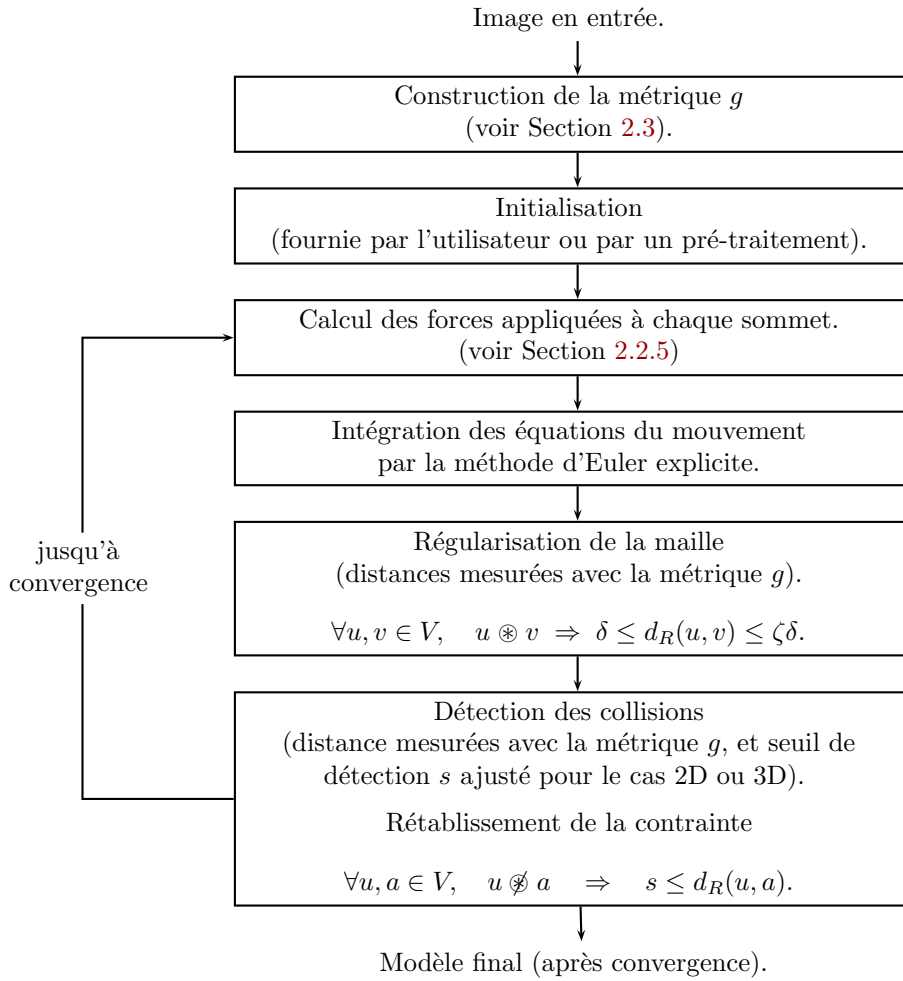 Image en entrée.
Construction de la métrique g
(voir Section 2.3).
Initialisation
(fournie par l'utilisateur ou par un pré-traitement).
Calcul des forces appliquées à chaque sommet.
(voir Section 2.2.5)
Intégration des équations du mouvement
par la méthode d'Euler explicite.
Régularisation de la maille
(distances mesurées avec la métrique g).
∀u, v ∈ V, u ⊛ v ⇒ δ ≤ d_R(u, v) ≤ ζδ.
jusqu'à
convergence
Détection des collisions
(distance mesurées avec la métrique g, et seuil de
détection s ajusté pour le cas 2D ou 3D).
Rétablissement de la contrainte
∀u, a ∈ V, u ⊛̸ a ⇒ s ≤ d_R(u, a).
Modèle final (après convergence).